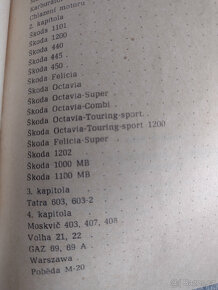 Karburátor
Chlazení motoru
2. kapitola
Škoda 1101
Škoda 1200
Škoda 440
Škoda 445 .
Škoda 450 .
Škoda Felicia
Škoda Octavia
Škoda Octavia-Super
Škoda Octavia-Combi .
Škoda Octavia-Touring-sport .
Škoda Octavia-Touring-sport 1200
Škoda Felicia-Super
Škoda 1202
Škoda 1000 MB
Škoda 1100 MB
3. kapitola
Tatra 603, 603-2
4. kapitola
Moskvič 403, 407, 408 .
Volha 21, 22 .
GAZ 69, 69 A .
Warszawa .
Poběda M-20